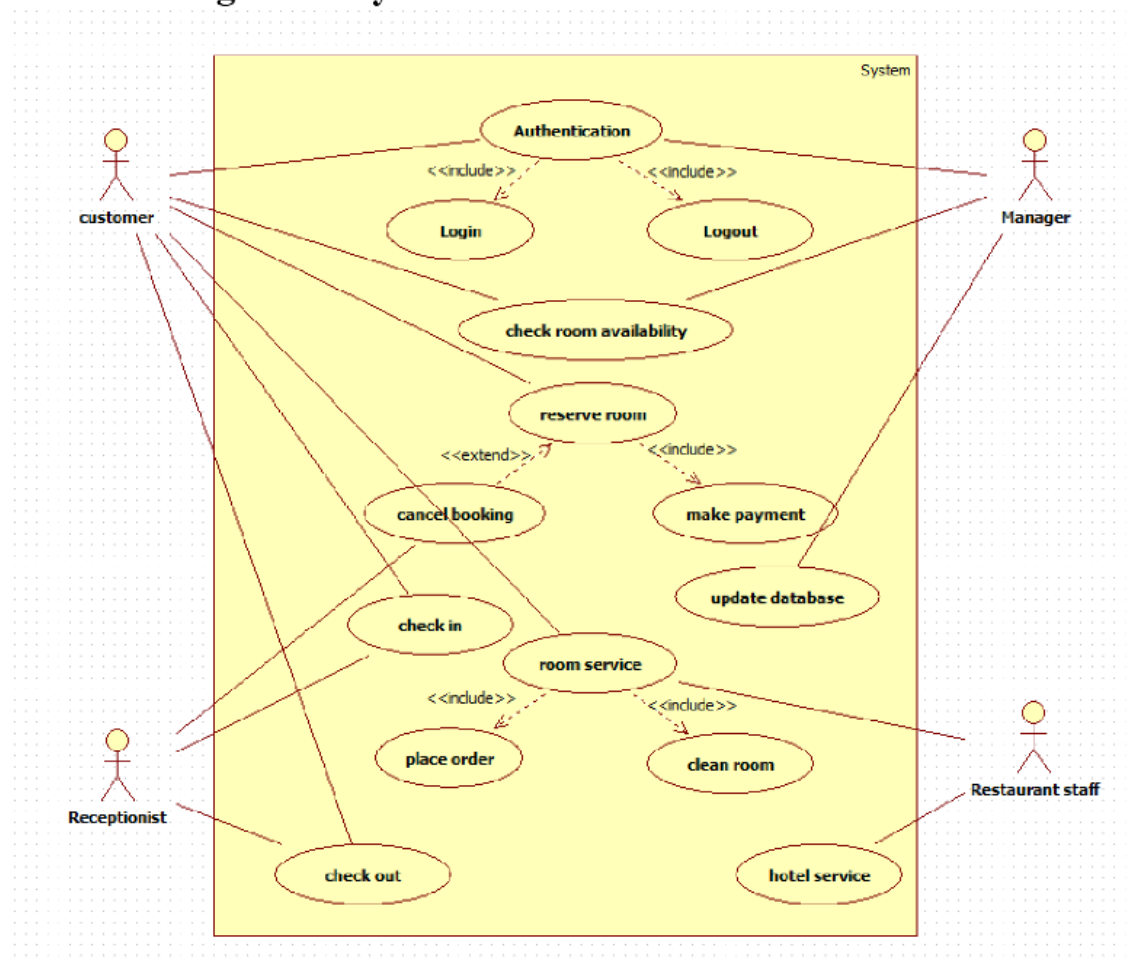 System
Authentication
<<include>>
<<include>>
customer
Login
Logout
Manager
check room availability
reserve room
<<extend>>
<<include>>
cancel booking
make payment
update database
check in
room service
<<include>>
<<include>>
place order
clean room
Restaurant staff
Receptionist
check out
hotel service